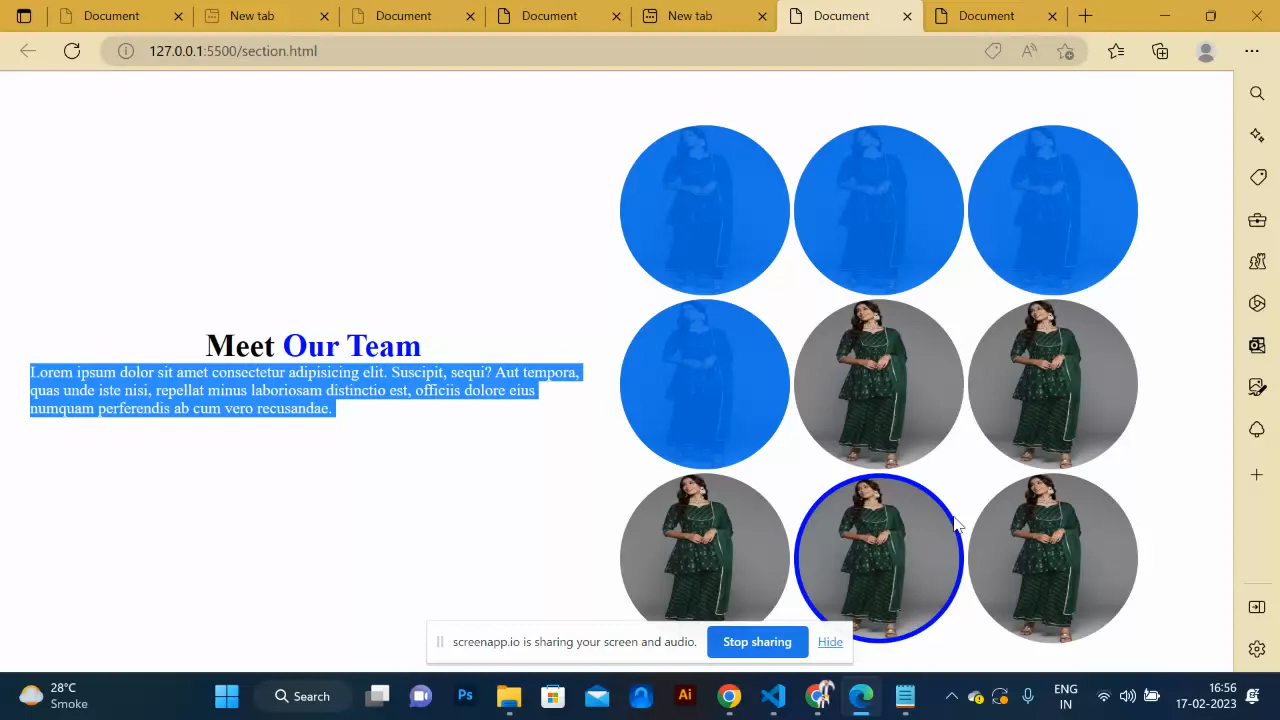 Document
New tab
Document
Document
New tab
Document
Document
127.0.0.1:5500/section.html
Meet Our Team
Lorem ipsum dolor sit amet consectetur adipisicing elit. Suscipit, sequi? Aut tempora,
quas unde iste nisi, repellat minus laboriosam distinctio est, officiis dolore eius
numquam perferendis ab cum vero recusandae.
screenapp.io is sharing your screen and audio.
Stop sharing
Hide
28°C
Smoke
Search
Ps
Ai
ENG
IN
16:56
17-02-2023